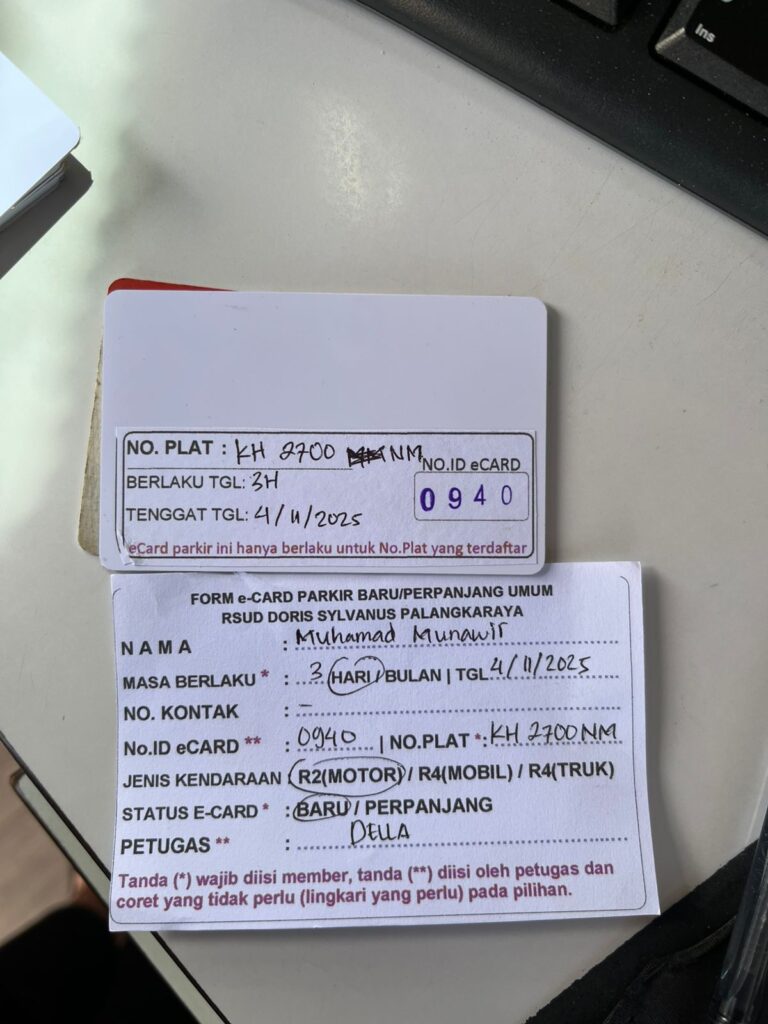 Ins
NO. PLAT : KH 2700 NM
NO.ID eCARD
BERLAKU TGL: 3H
0940
TENGGAT TGL: 4/11/2025
eCard parkir ini hanya berlaku untuk No.Plat yang terdaftar
FORM e-CARD PARKIR BARU/PERPANJANG UMUM
RSUD DORIS SYLVANUS PALANGKARAYA
NAMA : Muhamad Munawir
MASA BERLAKU * : 3 HARI / BULAN | TGL 4/11/2025
NO. KONTAK : -
No.ID eCARD ** : 0940 | NO.PLAT *: KH 2700 NM
JENIS KENDARAAN : R2(MOTOR) / R4(MOBIL) / R4(TRUK)
STATUS E-CARD * : BARU / PERPANJANG
PETUGAS ** : DELLA
Tanda (*) wajib diisi member, tanda (**) diisi oleh petugas dan
coret yang tidak perlu (lingkari yang perlu) pada pilihan.